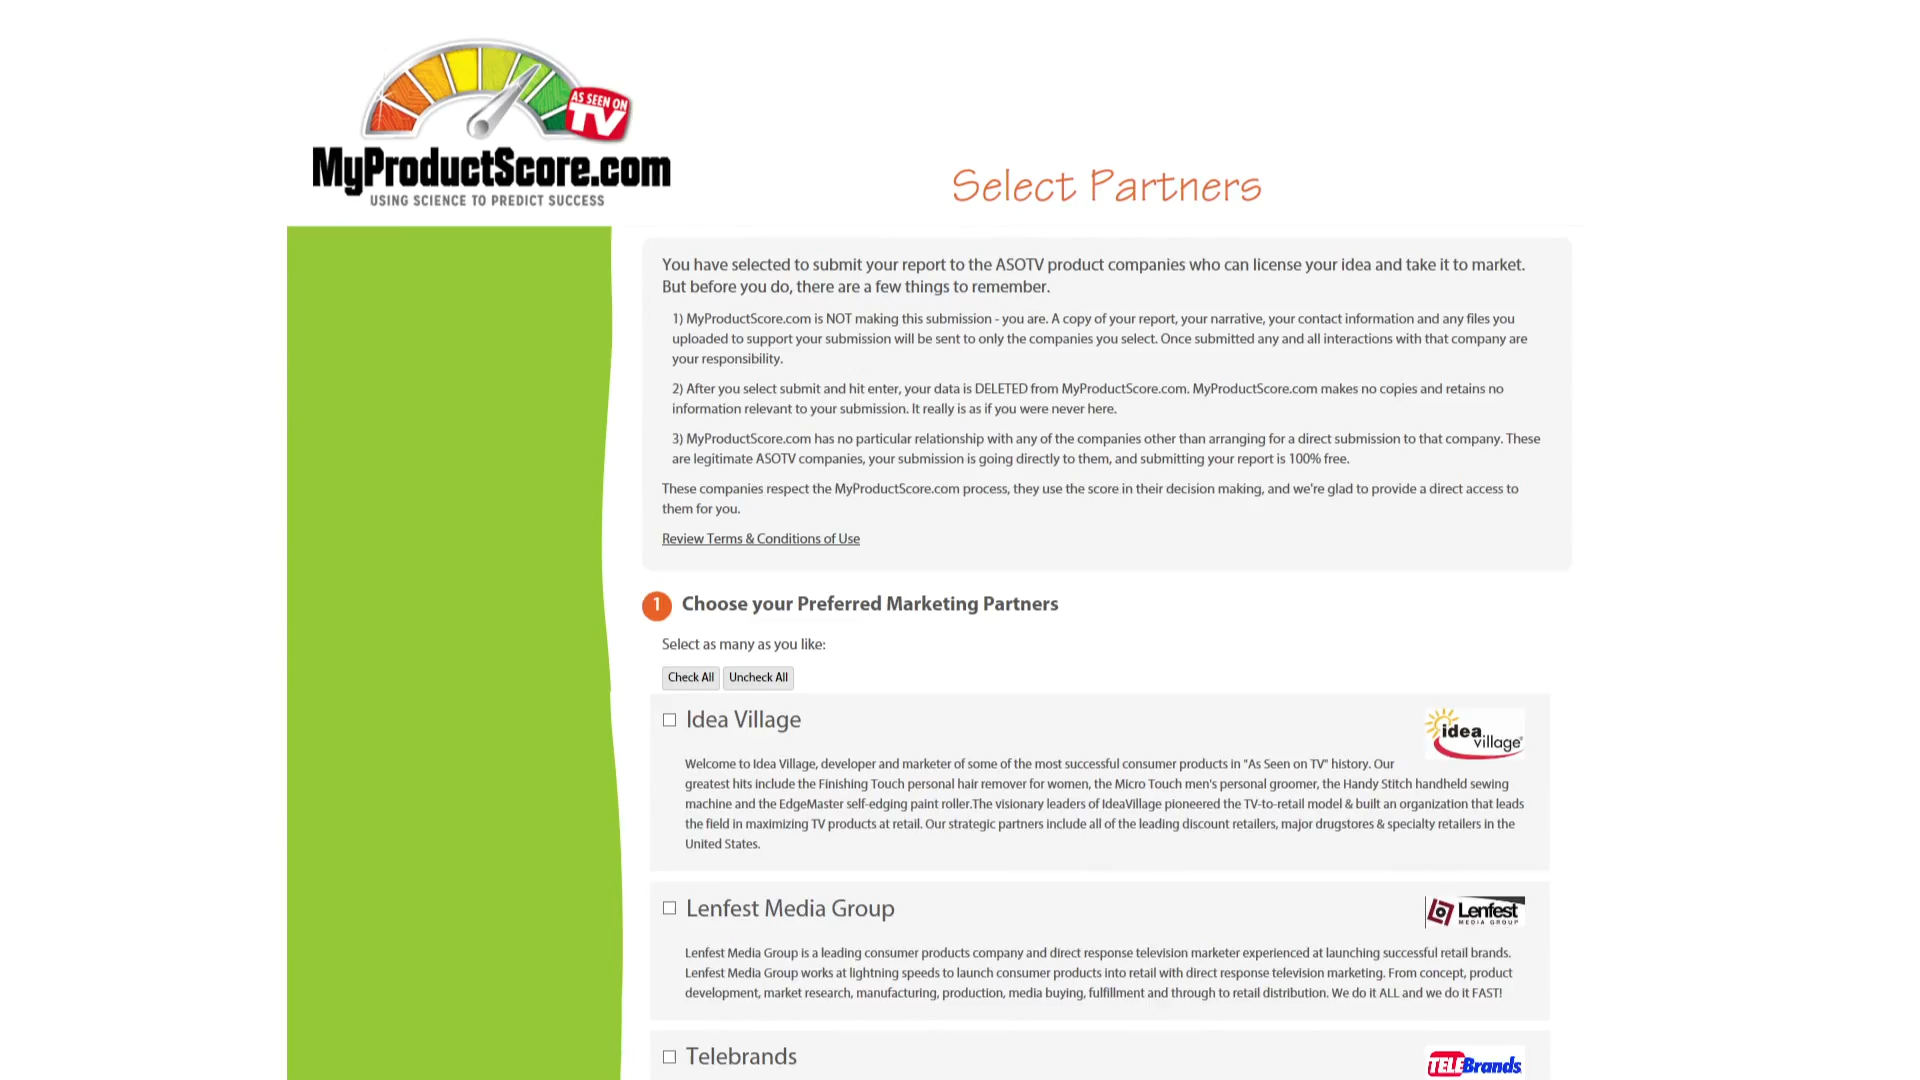 AS SEEN ON
TV
MyProductScore.com
USING SCIENCE TO PREDICT SUCCESS
Select Partners
You have selected to submit your report to the ASOTV product companies who can license your idea and take it to market.
But before you do, there are a few things to remember.
1) MyProductScore.com is NOT making this submission - you are. A copy of your report, your narrative, your contact information and any files you
uploaded to support your submission will be sent to only the companies you select. Once submitted any and all interactions with that company are
your responsibility.
2) After you select submit and hit enter, your data is DELETED from MyProductScore.com. MyProductScore.com makes no copies and retains no
information relevant to your submission. It really is as if you were never here.
3) MyProductScore.com has no particular relationship with any of the companies other than arranging for a direct submission to that company. These
are legitimate ASOTV companies, your submission is going directly to them, and submitting your report is 100% free.
These companies respect the MyProductScore.com process, they use the score in their decision making, and we're glad to provide a direct access to
them for you.
Review Terms & Conditions of Use
1 Choose your Preferred Marketing Partners
Select as many as you like:
Check All Uncheck All
Idea Village
idea village
Welcome to Idea Village, developer and marketer of some of the most successful consumer products in "As Seen on TV" history. Our
greatest hits include the Finishing Touch personal hair remover for women, the Micro Touch men's personal groomer, the Handy Stitch handheld sewing
machine and the EdgeMaster self-edging paint roller.The visionary leaders of IdeaVillage pioneered the TV-to-retail model & built an organization that leads
the field in maximizing TV products at retail. Our strategic partners include all of the leading discount retailers, major drugstores & specialty retailers in the
United States.
Lenfest Media Group
Lenfest
MEDIA GROUP
Lenfest Media Group is a leading consumer products company and direct response television marketer experienced at launching successful retail brands.
Lenfest Media Group works at lightning speeds to launch consumer products into retail with direct response television marketing. From concept, product
development, market research, manufacturing, production, media buying, fulfillment and through to retail distribution. We do it ALL and we do it FAST!
Telebrands
TELEBrands